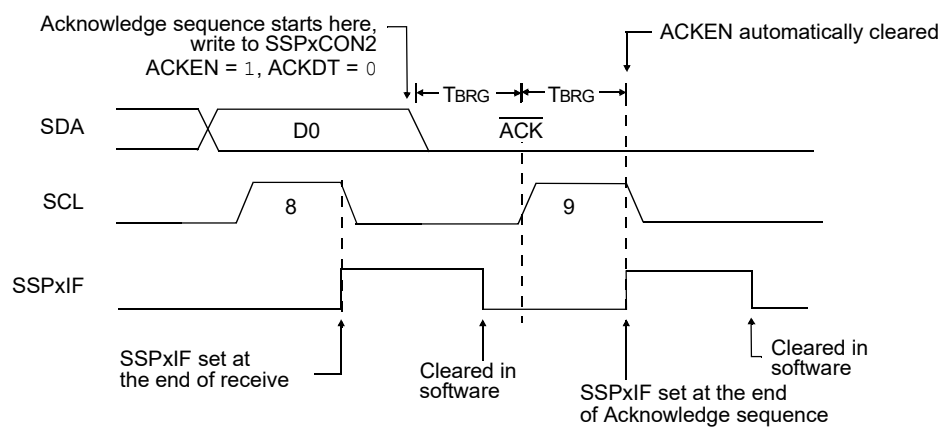 Acknowledge sequence starts here,
write to SSPxCON2
ACKEN = 1, ACKDT = 0
ACKEN automatically cleared
TBRG
TBRG
SDA
D0
ACK
SCL
8
9
SSPxIF
SSPxIF set at
the end of receive
Cleared in
software
SSPxIF set at the end
of Acknowledge sequence
Cleared in
software